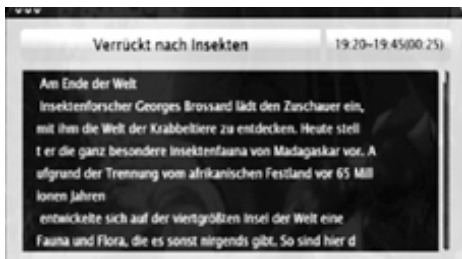 Verrückt nach Insekten
19:20~19:45(00:25)
Am Ende der Welt
Insektenforscher Georges Brossard lädt den Zuschauer ein,
mit ihm die Welt der Krabbeltiere zu entdecken. Heute stell
t er die ganz besondere Insektenfauna von Madagaskar vor. A
ufgrund der Trennung vom afrikanischen Festland vor 65 Mill
ionen Jahren
entwickelte sich auf der viertgrößten Insel der Welt eine
Fauna und Flora, die es sonst nirgends gibt. So sind hier d